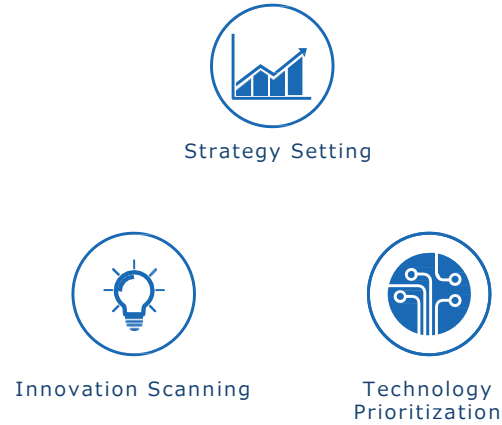 Strategy Setting
Innovation Scanning
Technology
Prioritization